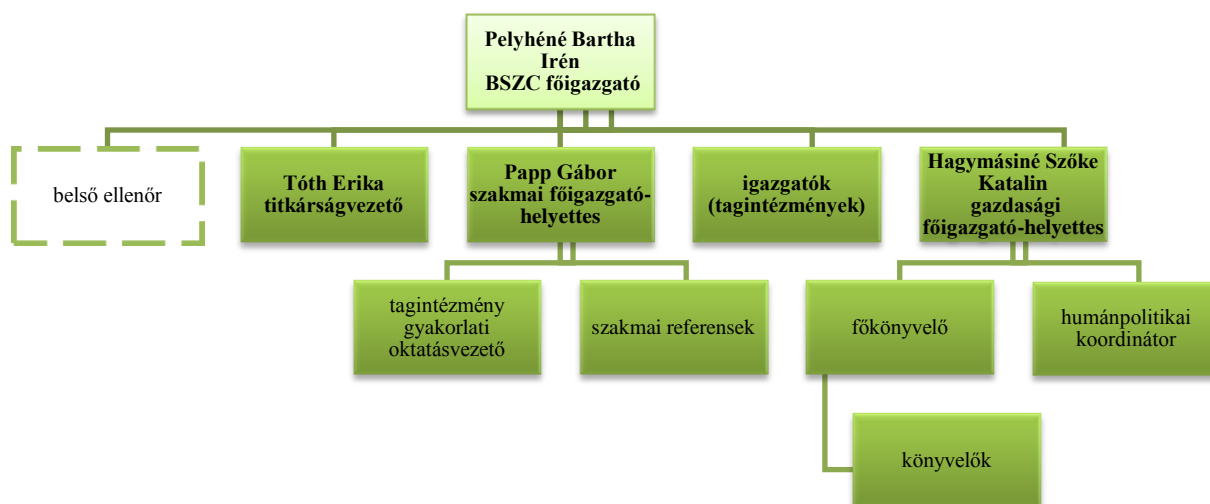 Pelyhéné Bartha
Irén
BSZC főigazgató
belső ellenőr
Tóth Erika
titkárságvezető
Papp Gábor
szakmai főigazgató-
helyettes
igazgatók
(tagintézmények)
Hagymásiné Szőke
Katalin
gazdasági
főigazgató-helyettes
tagintézmény
gyakorlati
oktatásvezető
szakmai referensek
főkönyvelő
humánpolitikai
koordinátor
könyvelők